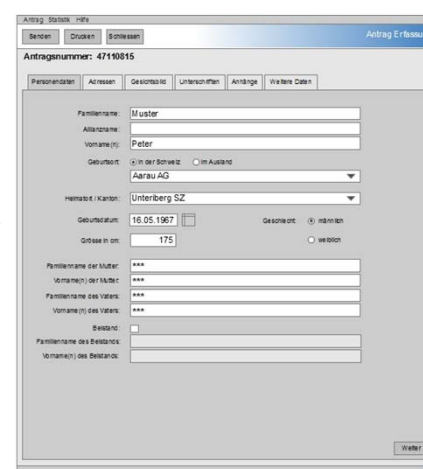 Antrag Statistik Hilfe
Senden Drucken Schliessen
Antrag Erfassu
Antragsnummer: 47110815
Personendaten Adressen Gesichtsbild Unterschriften Anhänge Weitere Daten
Familienname: Muster
Allianzname:
Vorname(n): Peter
Geburtsort: in der Schweiz im Ausland
Aarau AG
Heimatort / Kanton: Unteriberg SZ
Geburtsdatum: 16.05.1967 Geschlecht: männlich
Grösse in cm: 175 weiblich
Familienname der Mutter: ***
Vorname(n) der Mutter: ***
Familienname des Vaters: ***
Vorname(n) des Vaters: ***
Beistand:
Familienname des Beistands:
Vorname(n) des Beistands:
Weiter